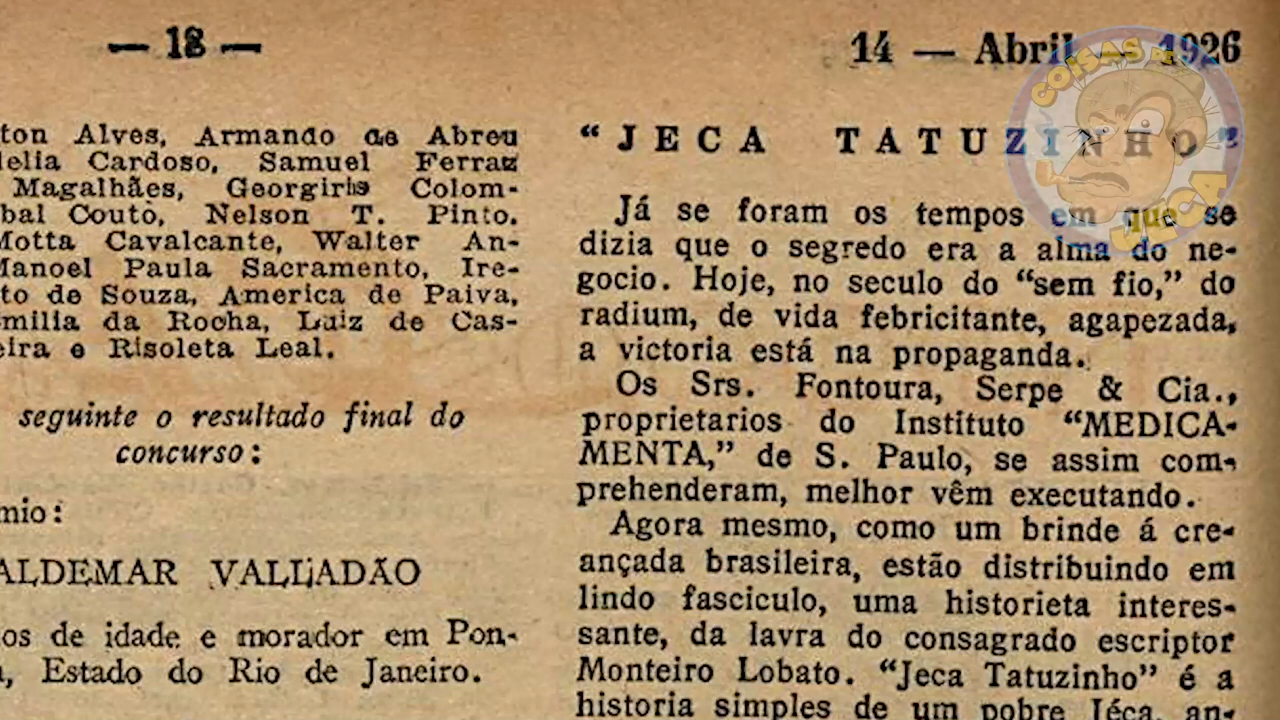 — 18 —
14 — Abril — 1926
ton Alves, Armando de Abreu
delia Cardoso, Samuel Ferraz
Magalhães, Georgiris Colom-
bal Couto, Nelson T. Pinto.
Motta Cavalcante, Walter An-
Manoel Paula Sacramento, Ire-
to de Souza, America de Paiva,
milia da Rocha, Luiz de Cas-
eira e Risoleta Leal.
seguinte o resultado final do
concurso:
mio:
ALDEMAR VALLADÃO
os de idade e morador em Pon-
a, Estado do Rio de Janeiro.
"JECA TATUZINHO"
Já se foram os tempos em que se
dizia que o segredo era a alma do ne-
gocio. Hoje, no seculo do "sem fio," do
radium, de vida febricitante, agapezada,
a victoria está na propaganda.
Os Srs. Fontoura, Serpe & Cia.,
proprietarios do Instituto "MEDICA-
MENTA," de S. Paulo, se assim com-
prehenderam, melhor vêm executando.
Agora mesmo, como um brinde á cre-
ançada brasileira, estão distribuindo em
lindo fasciculo, uma historieta interes-
sante, da lavra do consagrado escriptor
Monteiro Lobato. "Jeca Tatuzinho" é a
historia simples de um pobre Jéca, an-
COISAS DE JECA